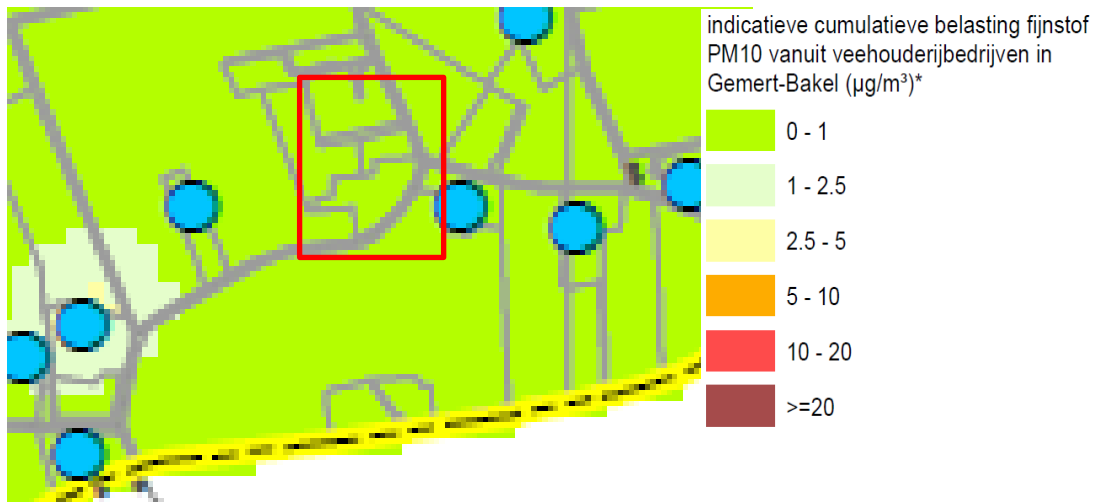 indicatieve cumulatieve belasting fijnstof
PM10 vanuit veehouderijbedrijven in
Gemert-Bakel (µg/m³)*
0 - 1
1 - 2.5
2.5 - 5
5 - 10
10 - 20
>=20